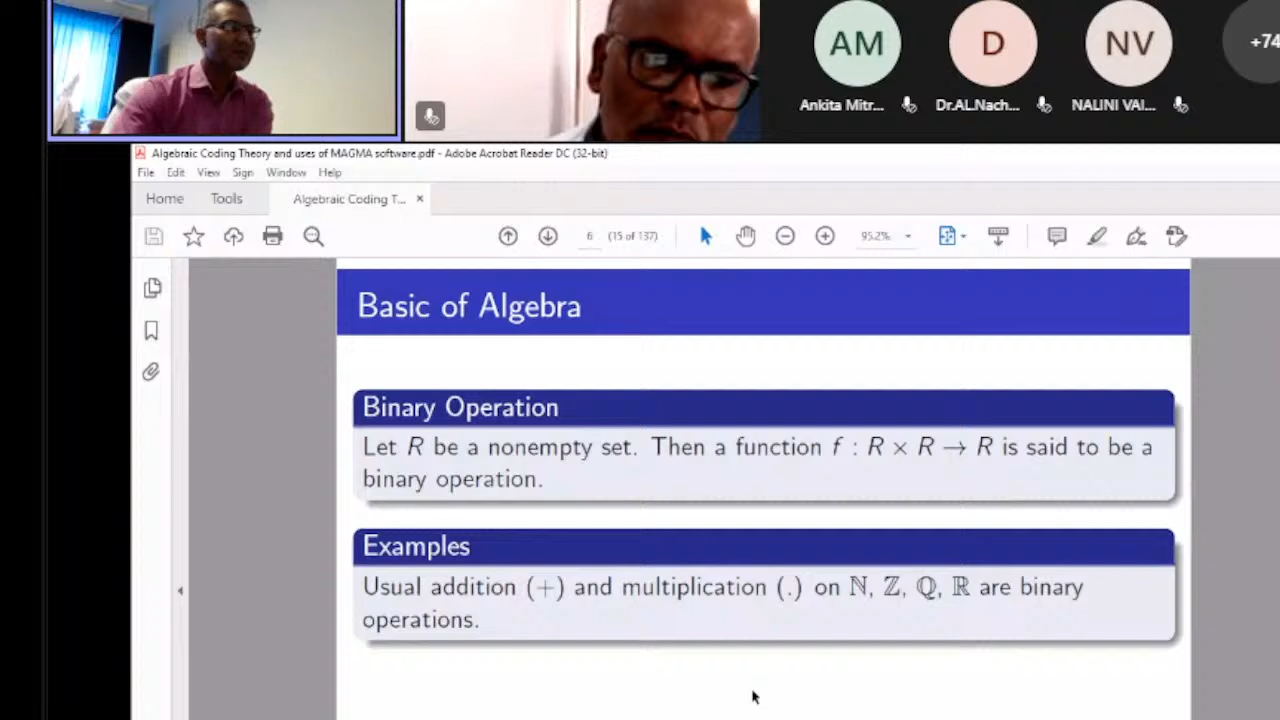 AM
D
NV
+74
Ankita Mitr...
Dr.AL.Nach...
NALINI VAI...
Algebraic Coding Theory and uses of MAGMA software.pdf - Adobe Acrobat Reader DC (32-bit)
File Edit View Sign Window Help
Home Tools Algebraic Coding T... ×
6 (15 of 137) 95.2%
Basic of Algebra
Binary Operation
Let R be a nonempty set. Then a function f : R × R → R is said to be a
binary operation.
Examples
Usual addition (+) and multiplication (.) on ℕ, ℤ, ℚ, ℝ are binary
operations.